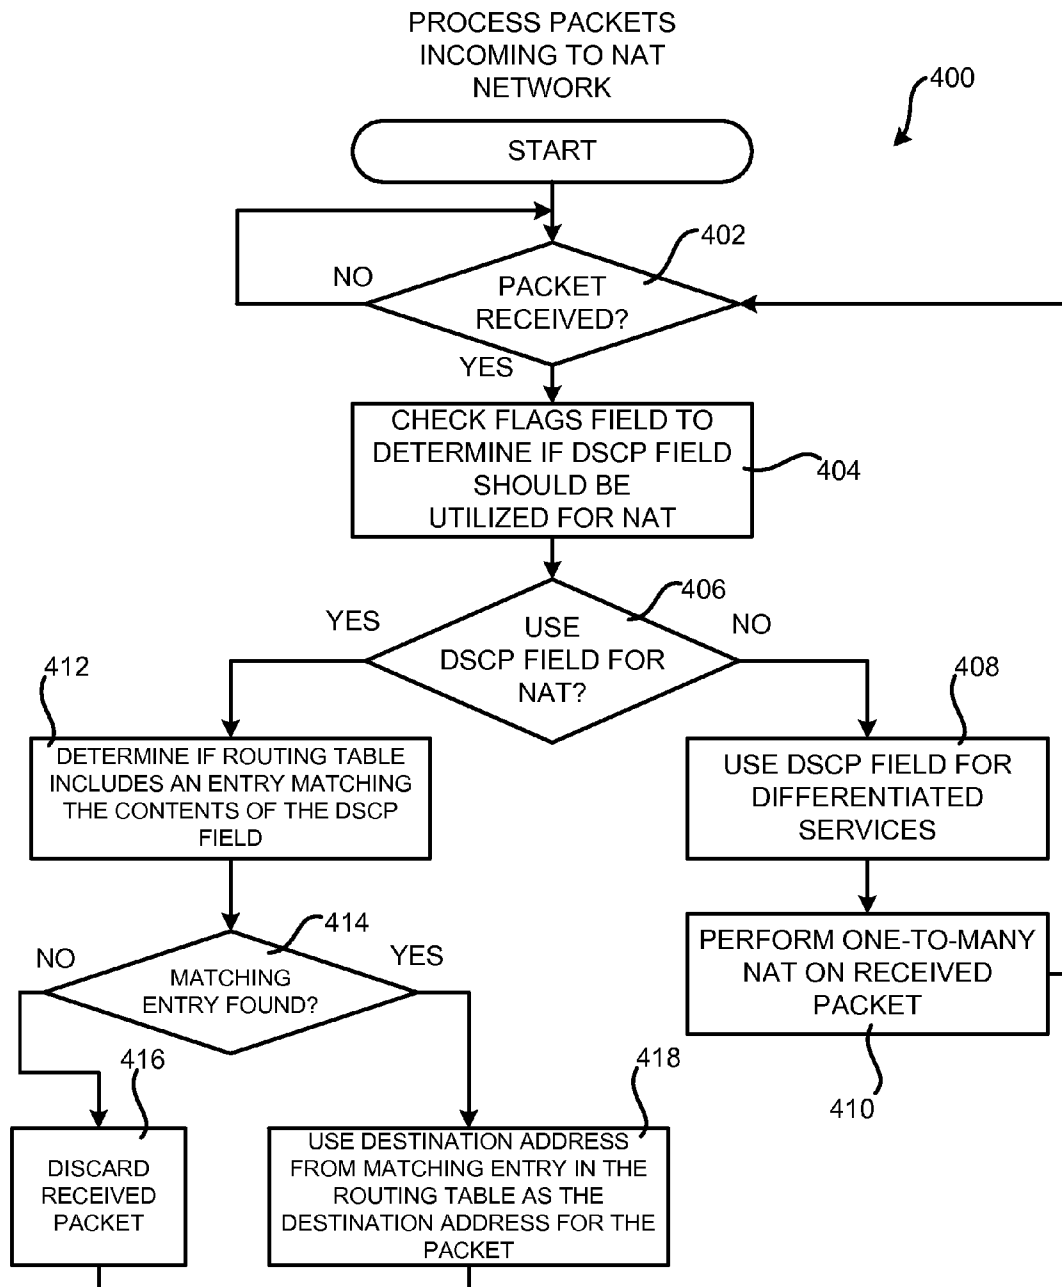 PROCESS PACKETS
INCOMING TO NAT
NETWORK
400
START
402
NO
PACKET
RECEIVED?
YES
CHECK FLAGS FIELD TO
DETERMINE IF DSCP FIELD
SHOULD BE
UTILIZED FOR NAT
404
406
YES
NO
USE
DSCP FIELD FOR
NAT?
412
408
DETERMINE IF ROUTING TABLE
INCLUDES AN ENTRY MATCHING
THE CONTENTS OF THE DSCP
FIELD
USE DSCP FIELD FOR
DIFFERENTIATED
SERVICES
414
NO
YES
MATCHING
ENTRY FOUND?
PERFORM ONE-TO-MANY
NAT ON RECEIVED
PACKET
410
416
418
DISCARD
RECEIVED
PACKET
USE DESTINATION ADDRESS
FROM MATCHING ENTRY IN THE
ROUTING TABLE AS THE
DESTINATION ADDRESS FOR THE
PACKET